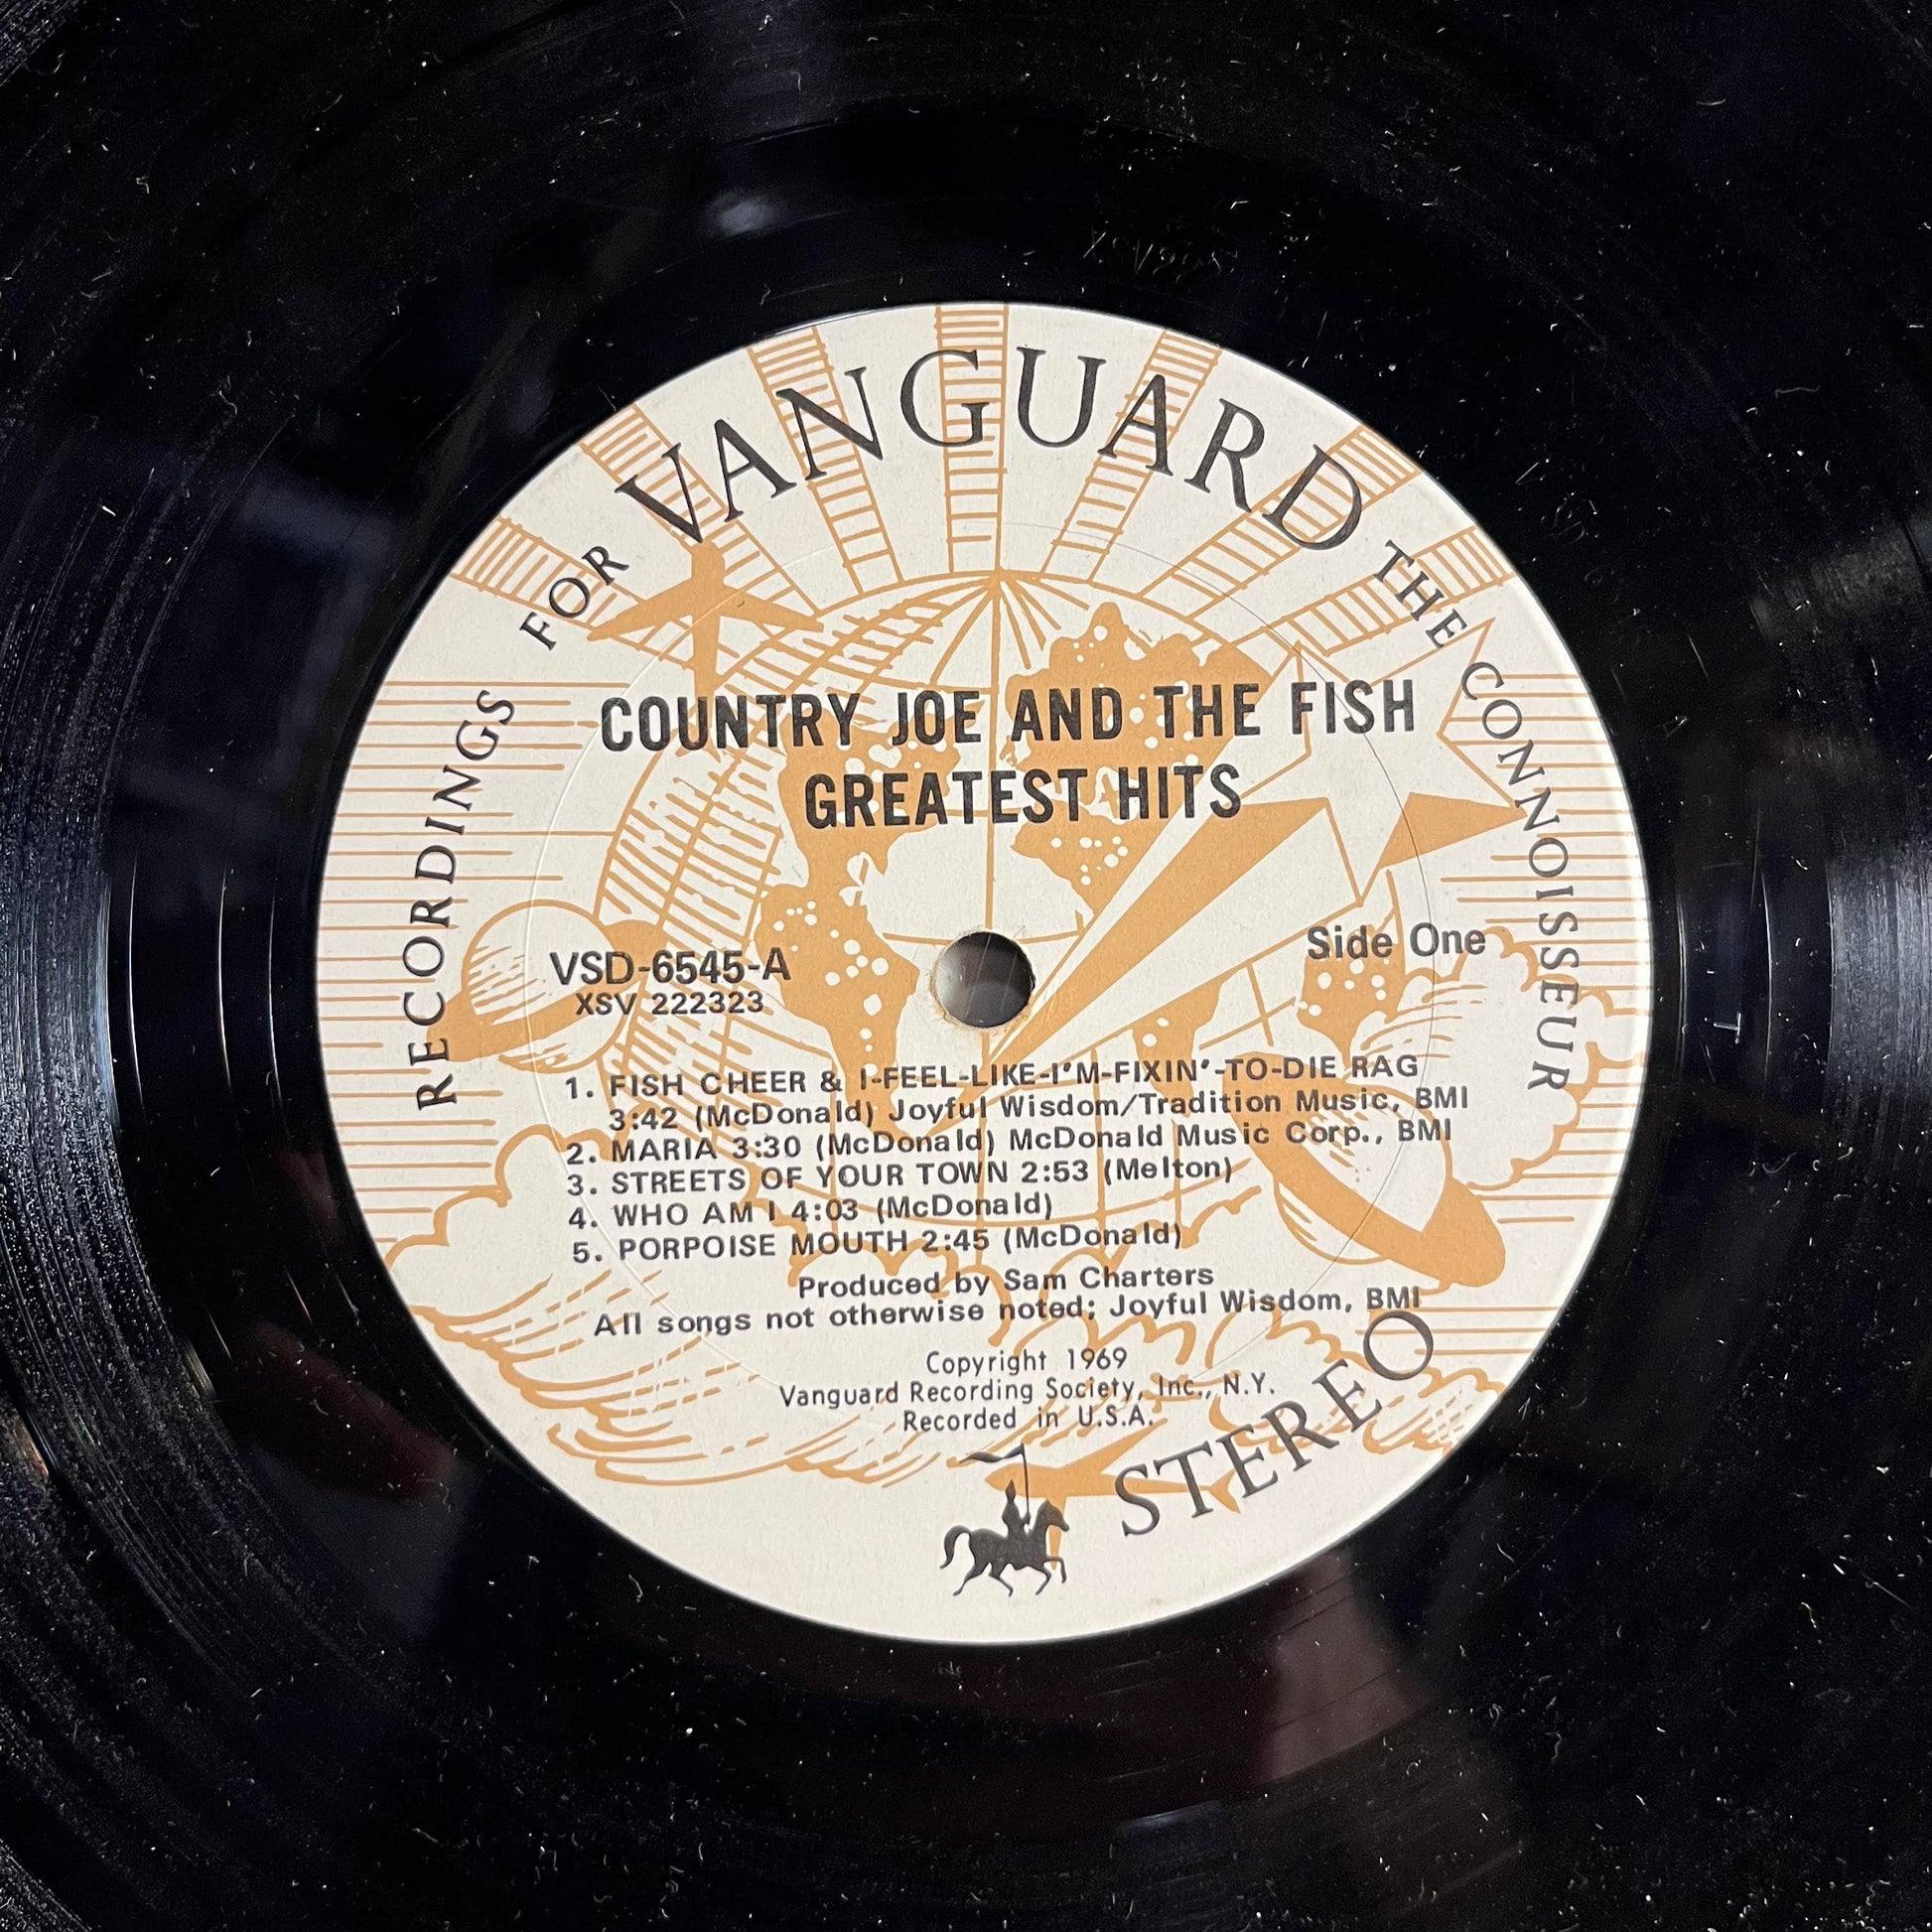 RECORDINGS FOR VANGUARD THE CONNOISSEUR
COUNTRY JOE AND THE FISH
GREATEST HITS
VSD-6545-A
XSV 222323
Side One
1. FISH CHEER & I-FEEL-LIKE-I'M-FIXIN'-TO-DIE RAG
3:42 (McDonald) Joyful Wisdom/Tradition Music, BMI
2. MARIA 3:30 (McDonald) McDonald Music Corp., BMI
3. STREETS OF YOUR TOWN 2:53 (Melton)
4. WHO AM I 4:03 (McDonald)
5. PORPOISE MOUTH 2:45 (McDonald)
Produced by Sam Charters
All songs not otherwise noted; Joyful Wisdom, BMI
Copyright 1969
Vanguard Recording Society, Inc., N.Y.
Recorded in U.S.A.
STEREO